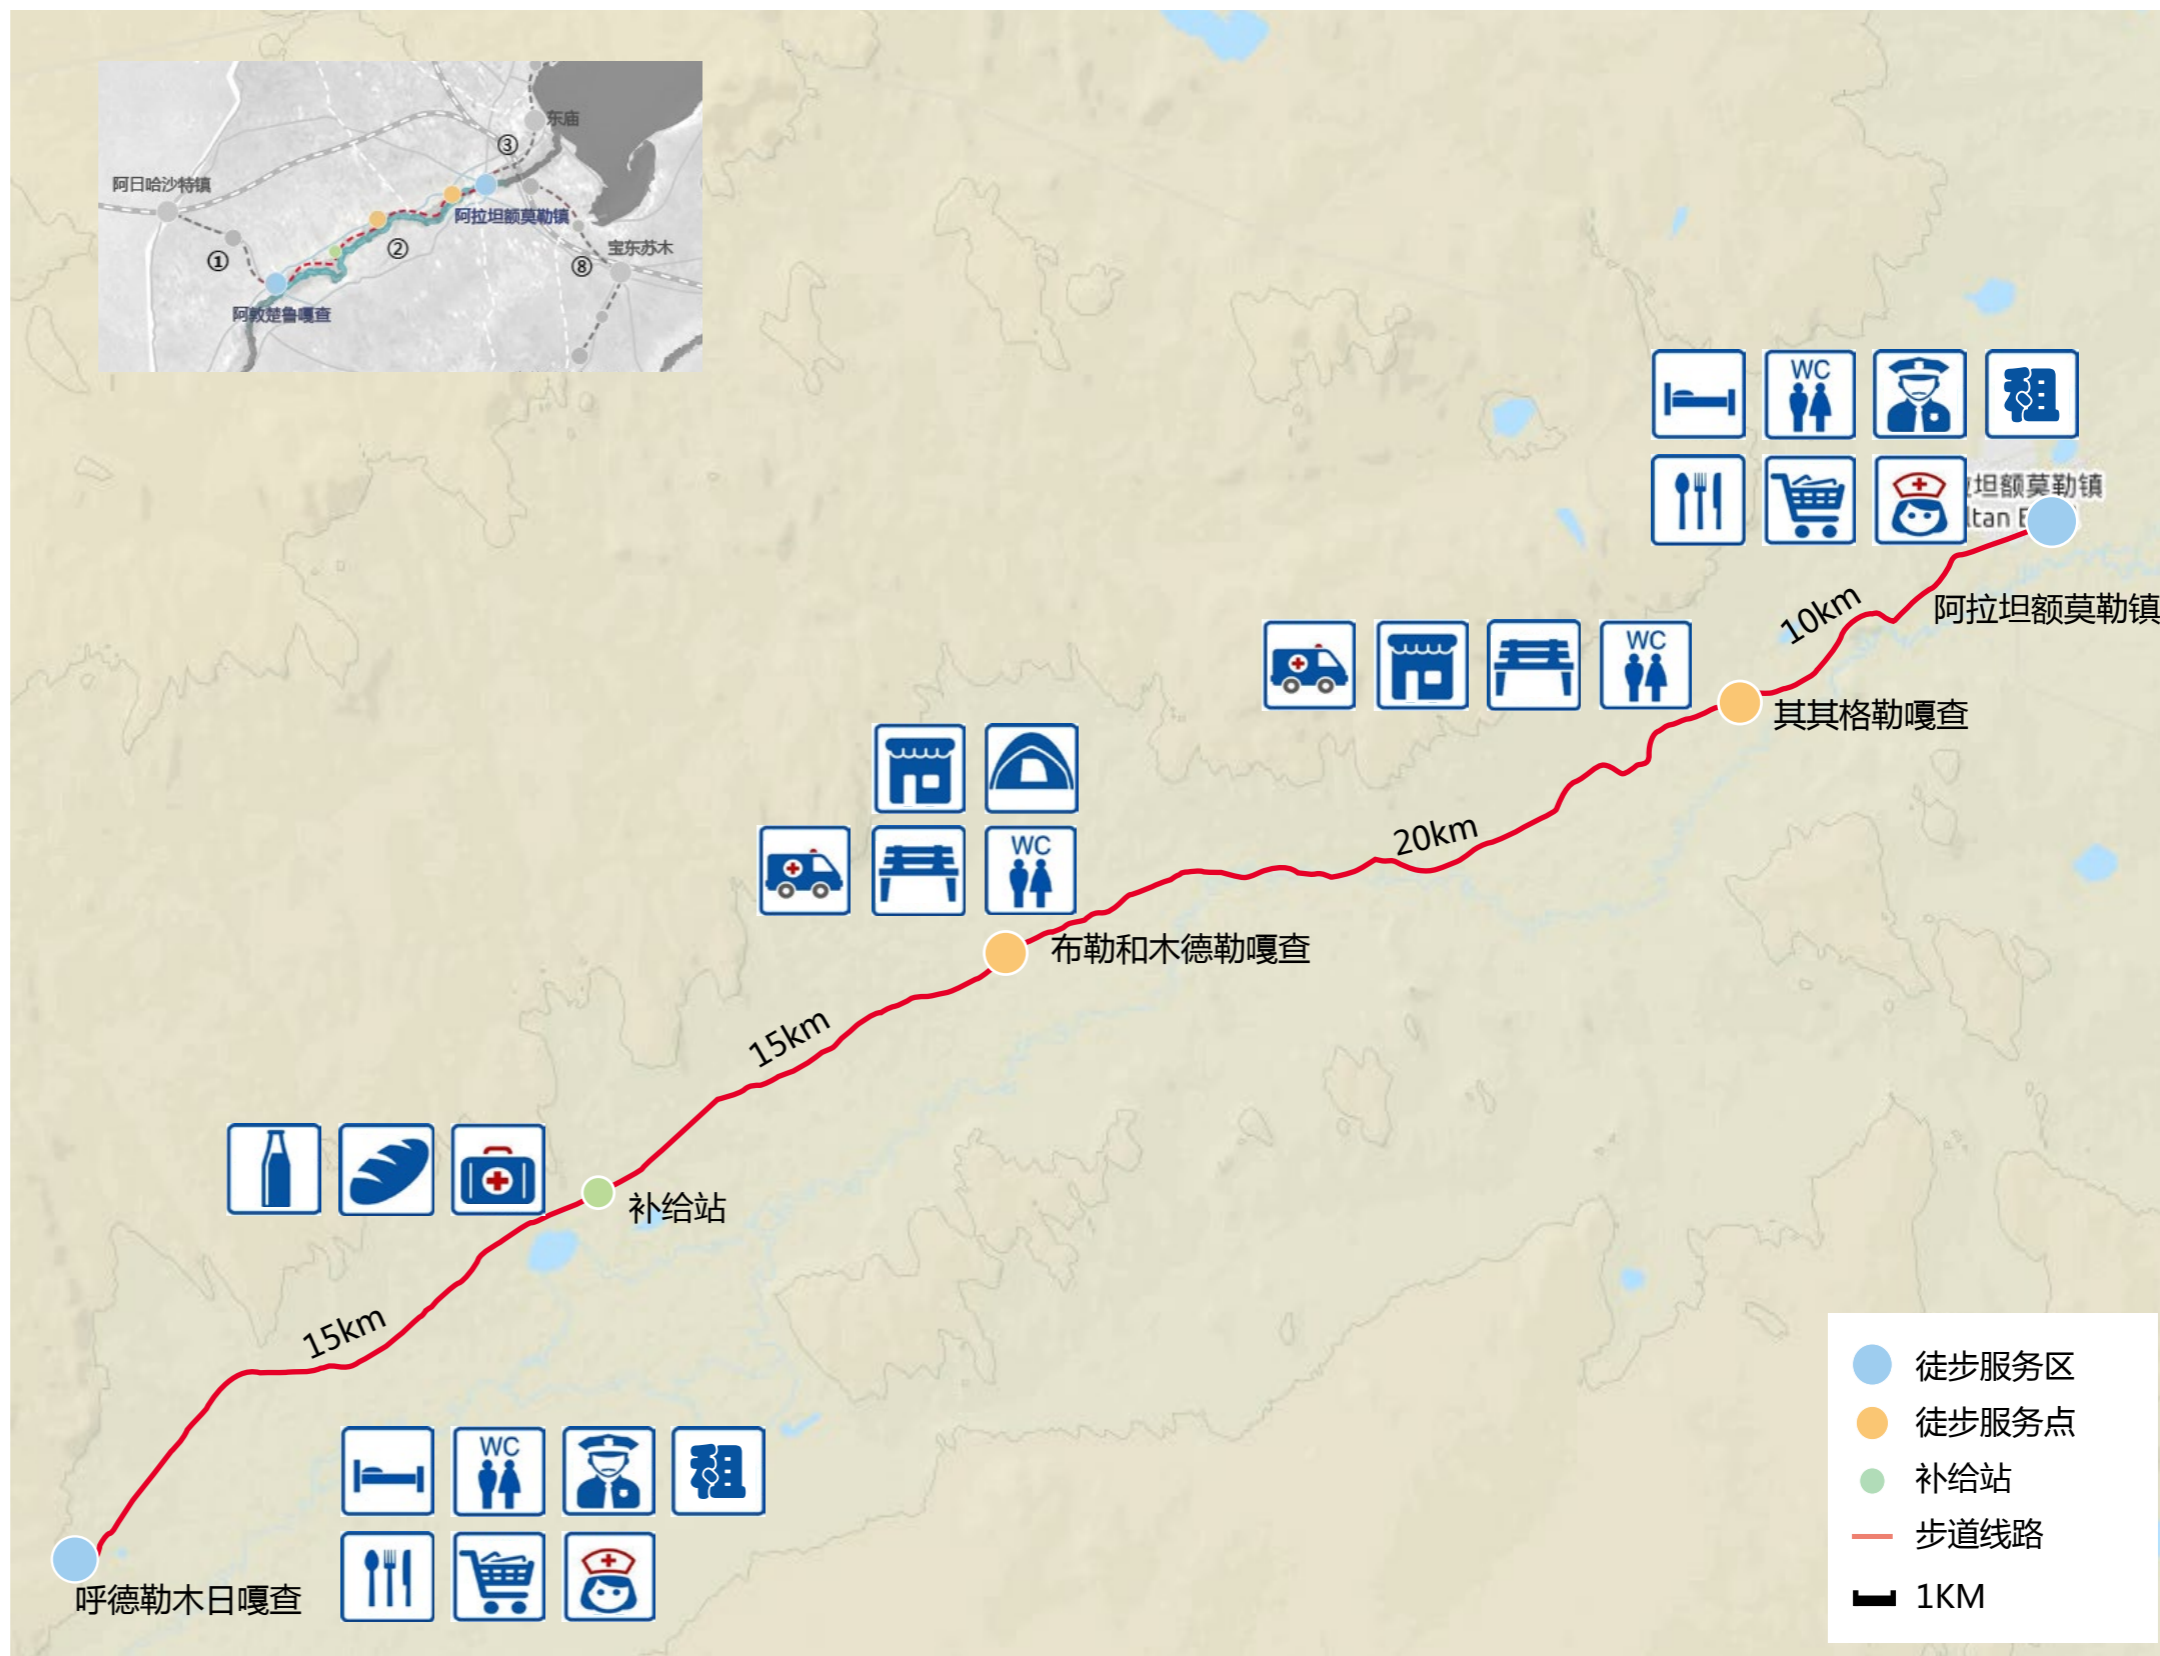 东庙
③
阿日哈沙特镇
阿拉坦额莫勒镇
②
①
宝东苏木
⑧
阿敦楚鲁嘎查
WC
租
坦额莫勒镇
ltan E
10km
阿拉坦额莫勒镇
WC
其其格勒嘎查
20km
WC
布勒和木德勒嘎查
15km
补给站
15km
WC
租
呼德勒木日嘎查
徒步服务区
徒步服务点
补给站
步道线路
1KM